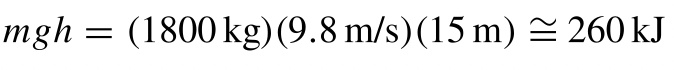 mgh = (1800 kg)(9.8 m/s)(15 m) ≅ 260 kJ